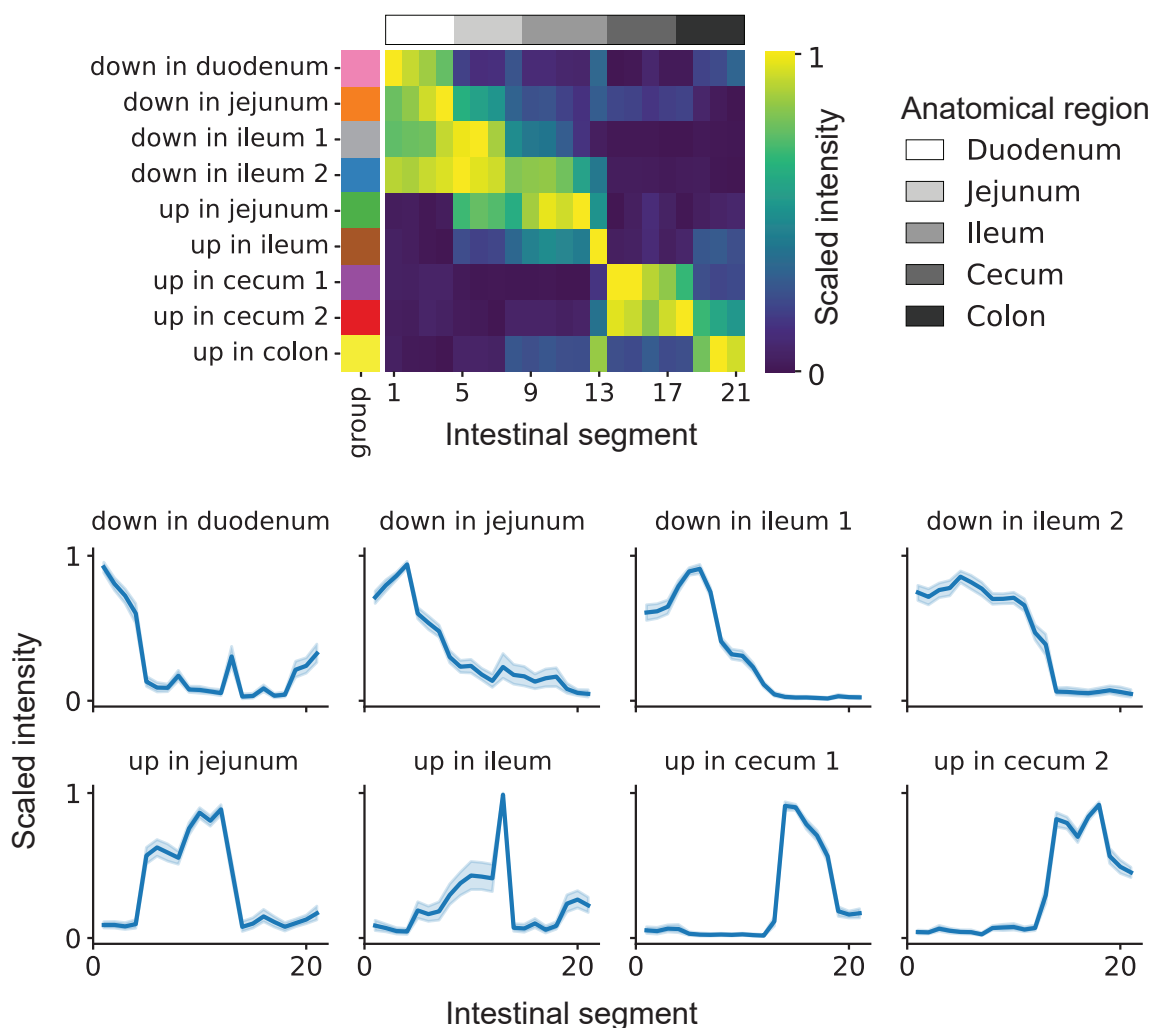 down in duodenum
down in jejunum
down in ileum 1
down in ileum 2
up in jejunum
up in ileum
up in cecum 1
up in cecum 2
up in colon
group
1 5 9 13 17 21
Intestinal segment
1
0
Scaled intensity
Anatomical region
Duodenum
Jejunum
Ileum
Cecum
Colon
down in duodenum down in jejunum down in ileum 1 down in ileum 2
1
0
up in jejunum up in ileum up in cecum 1 up in cecum 2
1
0
0 20 0 20 0 20 0 20
Scaled intensity
Intestinal segment